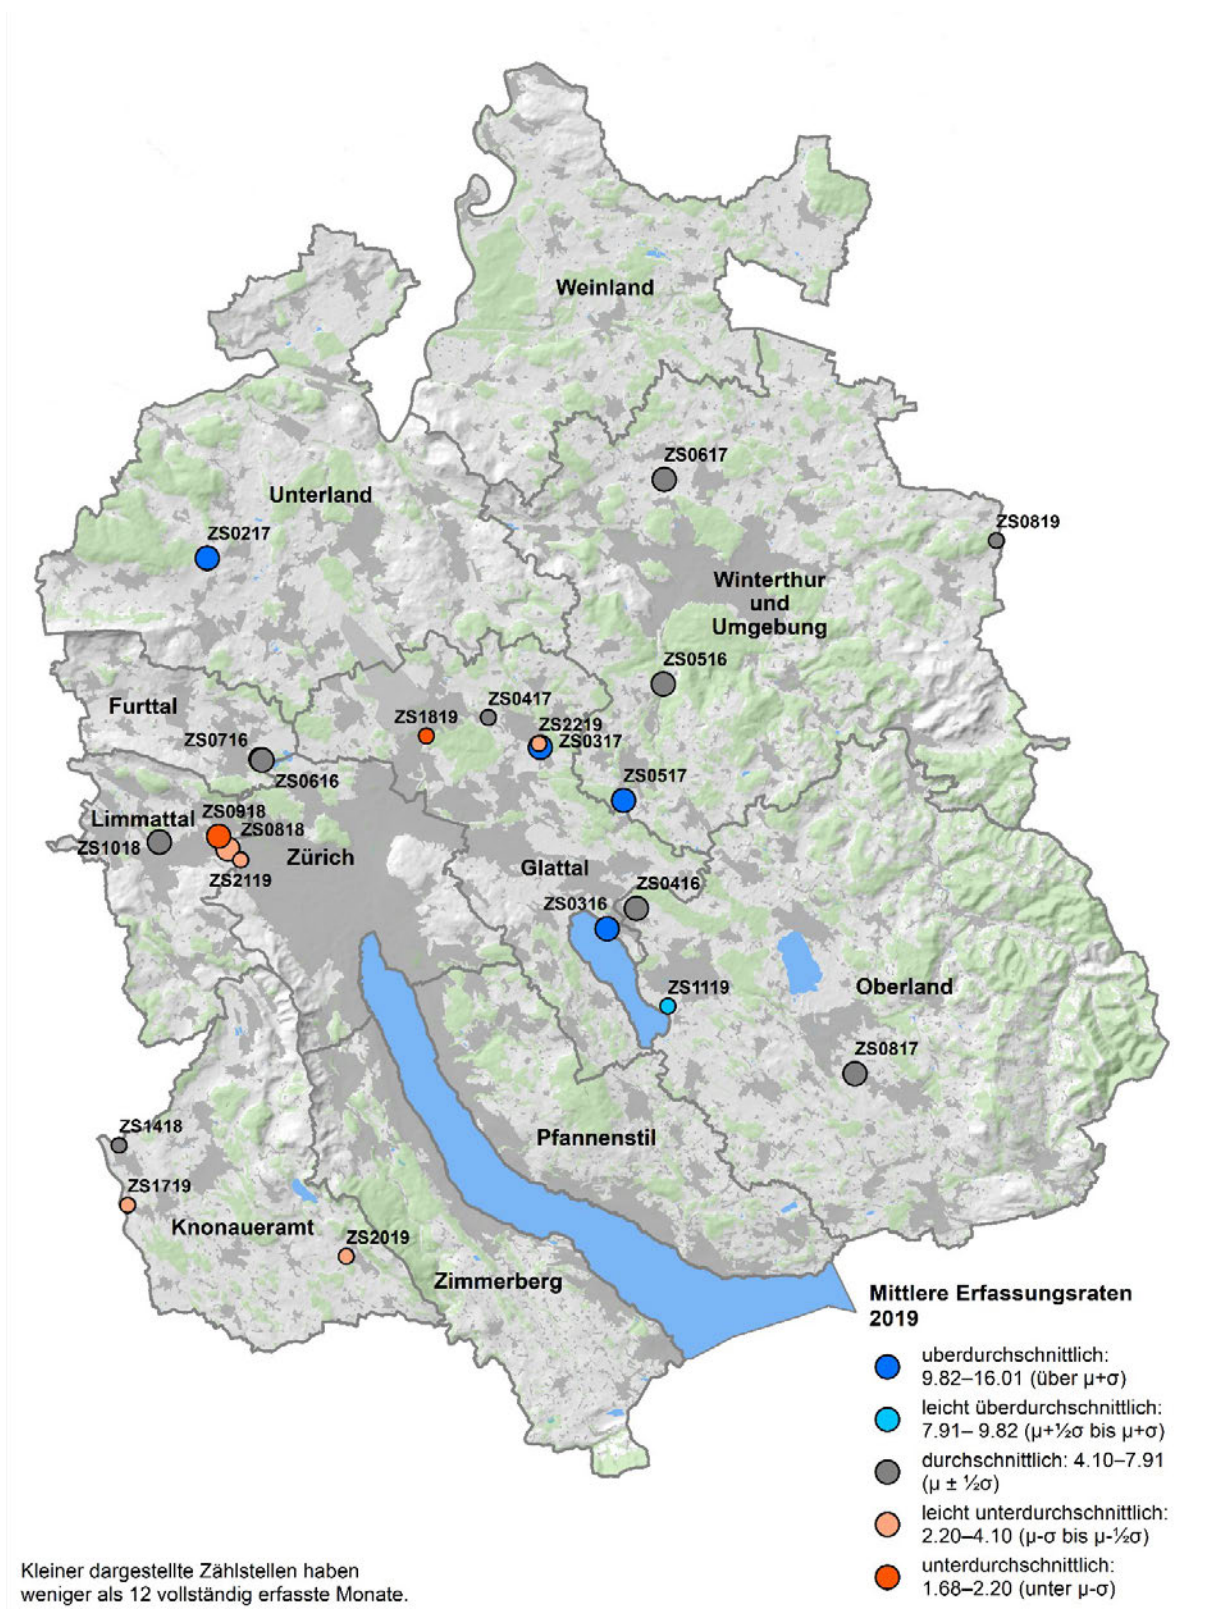 Weinland
ZS0617
Unterland
ZS0217
ZS0819
Winterthur
und
Umgebung
ZS0516
Furttal
ZS0417
ZS1819
ZS2219
ZS0317
ZS0716
ZS0616
ZS0517
Limmattal
ZS0918
ZS0818
ZS1018
Zürich
ZS2119
Glattal
ZS0416
ZS0316
ZS1119
Oberland
ZS0817
ZS1418
Pfannenstil
ZS1719
Knonaueramt
ZS2019
Zimmerberg
Mittlere Erfassungsraten
2019
uberdurchschnittlich:
9.82–16.01 (über µ+σ)
leicht überdurchschnittlich:
7.91– 9.82 (µ+½σ bis µ+σ)
durchschnittlich: 4.10–7.91
(µ ± ½σ)
leicht unterdurchschnittlich:
2.20–4.10 (µ-σ bis µ-½σ)
unterdurchschnittlich:
1.68–2.20 (unter µ-σ)
Kleiner dargestellte Zählstellen haben
weniger als 12 vollständig erfasste Monate.